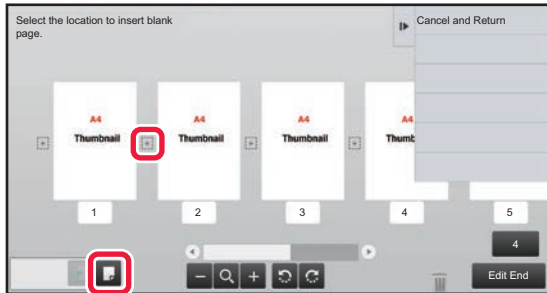 Select the location to insert blank
page.
Cancel and Return
A4
Thumbnail
A4
Thumbnail
A4
Thumbnail
A4
Thumb
1
2
3
4
5
4
Edit End